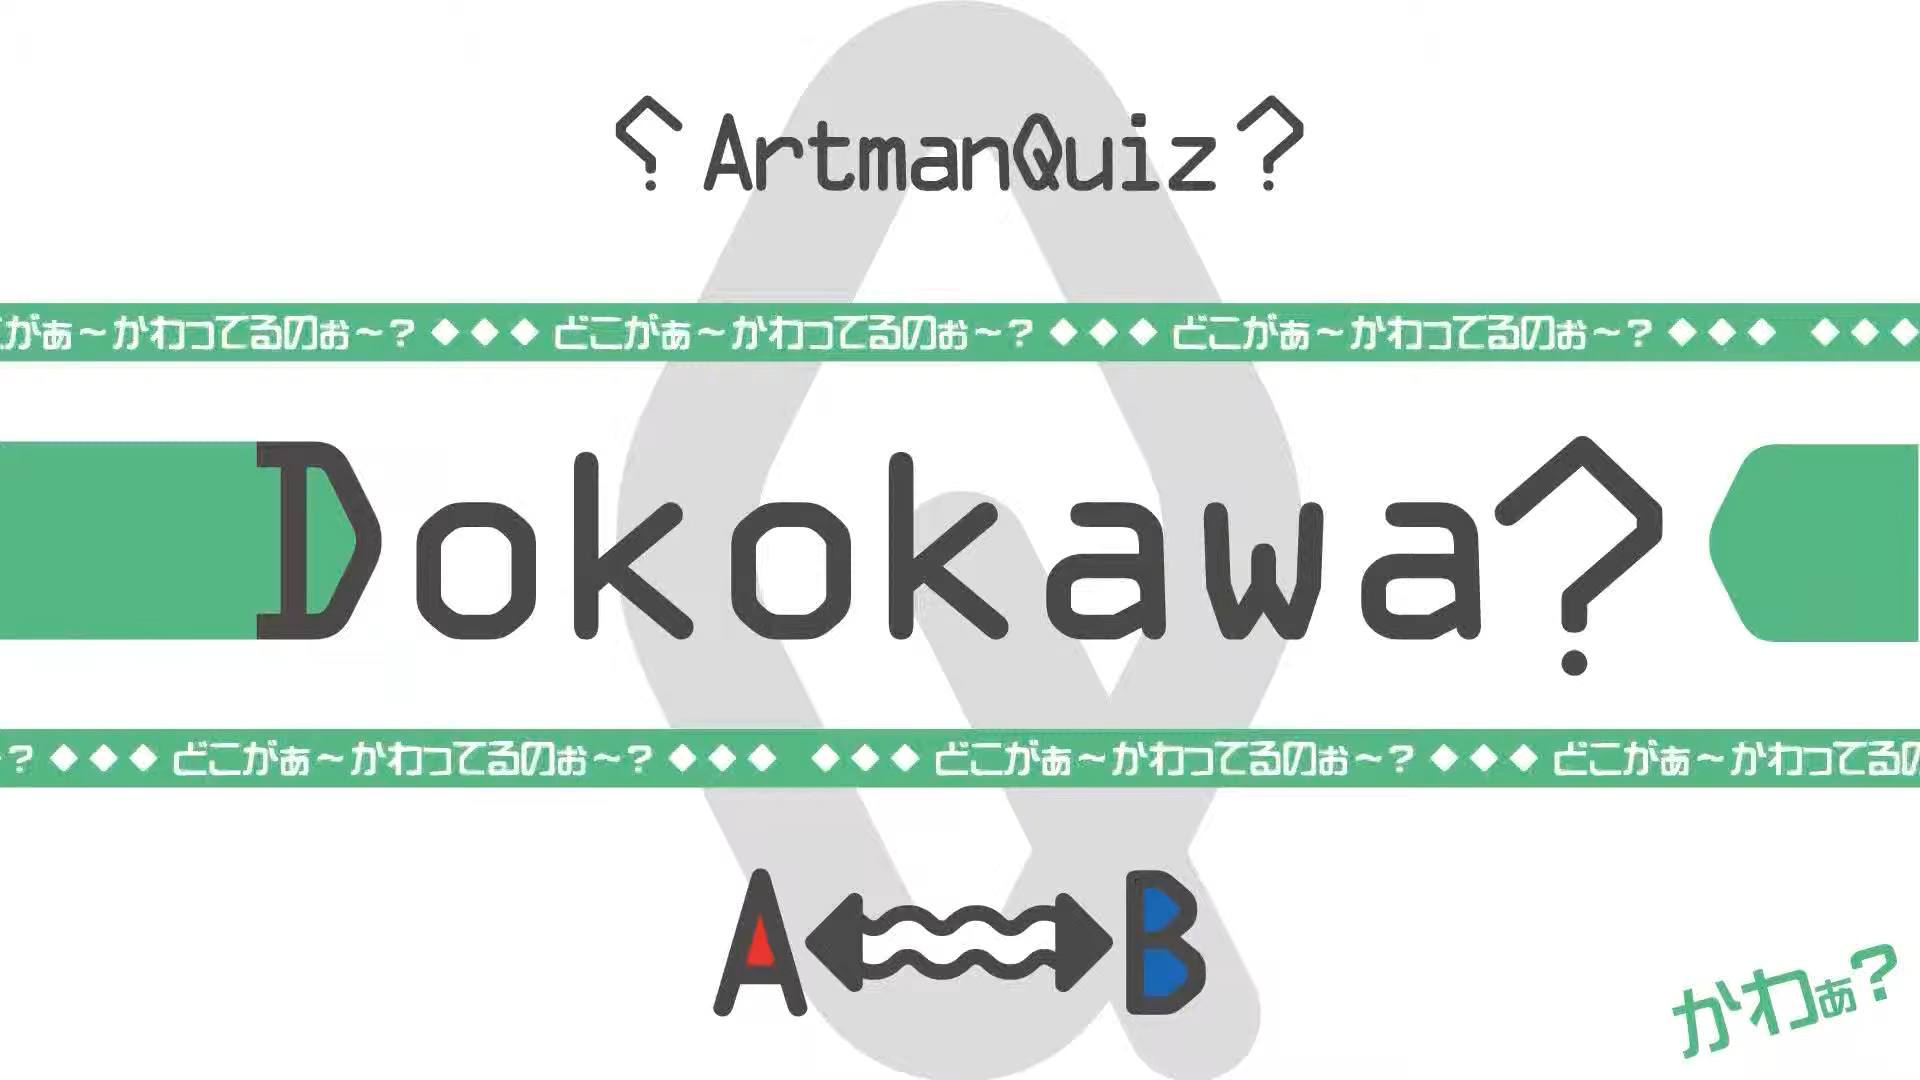 ?ArtmanQuiz?
こがぁ～かわってるのぉ～?◆◆◆どこがぁ～かわってるのぉ～?◆◆◆どこがぁ～かわってるのぉ～?◆◆◆ ◆◆◆
Dokokawa?
～?◆◆◆どこがぁ～かわってるのぉ～?◆◆◆ ◆◆◆どこがぁ～かわってるのぉ～?◆◆◆どこがぁ～かわってるの
A B
かわぁ?